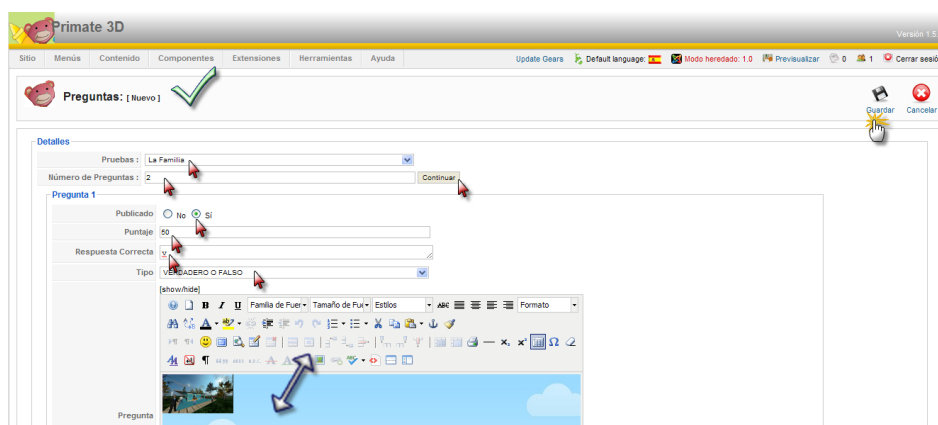 Primate 3D
Versión 1.5.
Sitio Menús Contenido Componentes Extensiones Herramientas Ayuda Update Gears Default language: Modo heredado: 1.0 Previsualizar 0 1 Cerrar sesió
Preguntas: [ Nuevo ]
Guardar Cancelar
Detalles
Pruebas : La Familia
Número de Preguntas : 2 Continuar
Pregunta 1
Publicado No Sí
Puntaje 50
Respuesta Correcta v
Tipo VERDADERO O FALSO
[show/hide]
B I U Familia de Fuer Tamaño de Fu Estilos ABC Formato
Pregunta